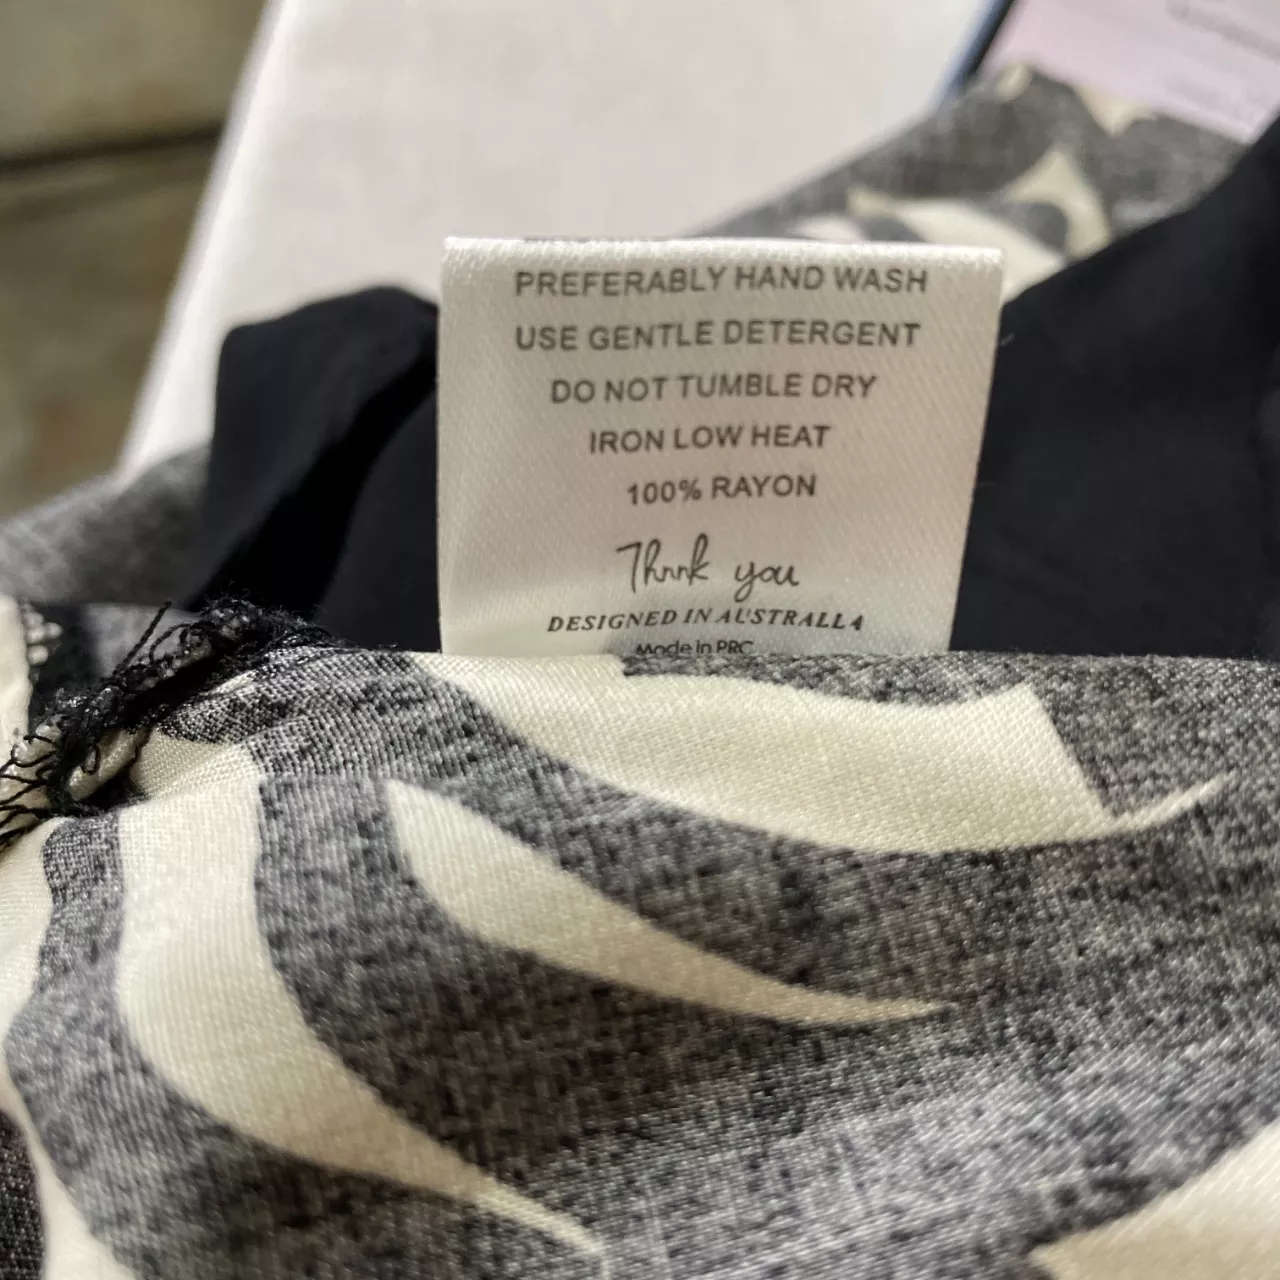 PREFERABLY HAND WASH
USE GENTLE DETERGENT
DO NOT TUMBLE DRY
IRON LOW HEAT
100% RAYON
Thank you
DESIGNED IN AUSTRALLA
Made in PRC